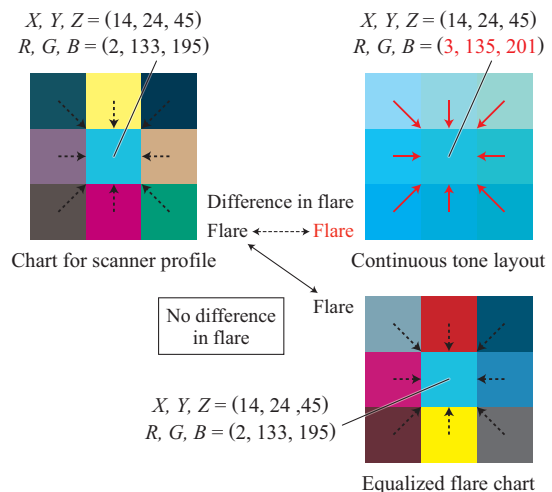 X, Y, Z = (14, 24, 45)
R, G, B = (2, 133, 195)
X, Y, Z = (14, 24, 45)
R, G, B = (3, 135, 201)
Difference in flare
Flare
Flare
Chart for scanner profile
Continuous tone layout
Flare
No difference
in flare
X, Y, Z = (14, 24 ,45)
R, G, B = (2, 133, 195)
Equalized flare chart